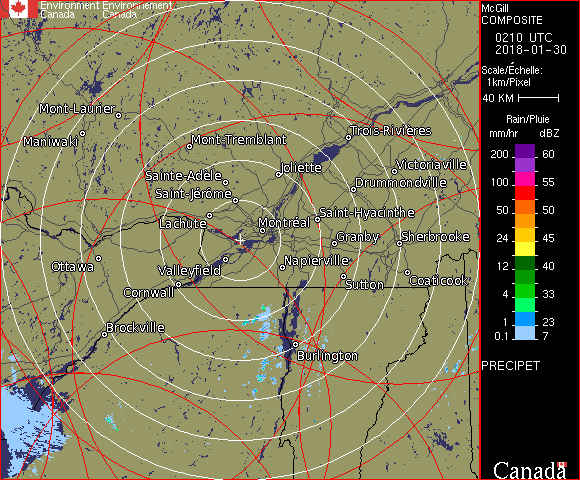 Environment Environnement
Canada Canada
McGill
COMPOSITE
0210 UTC
2018-01-30
Scale/Échelle:
1km/Pixel
40 KM
Rain/Pluie
mm/hr dBZ
200 60
150 57
100 55
50 50
24 45
12 40
4 33
1 23
0.1 7
PRECIPET
Canada
Mont-Laurier
Maniwaki
Mont-Tremblant
Trois-Rivières
Sainte-Adèle
Joliette
Victoriaville
Saint-Jérôme
Drummondville
Lachute
Montréal
Saint-Hyacinthe
Granby
Sherbrooke
Ottawa
Valleyfield
Napierville
Cornwall
Sutton
Coaticook
Brockville
Burlington